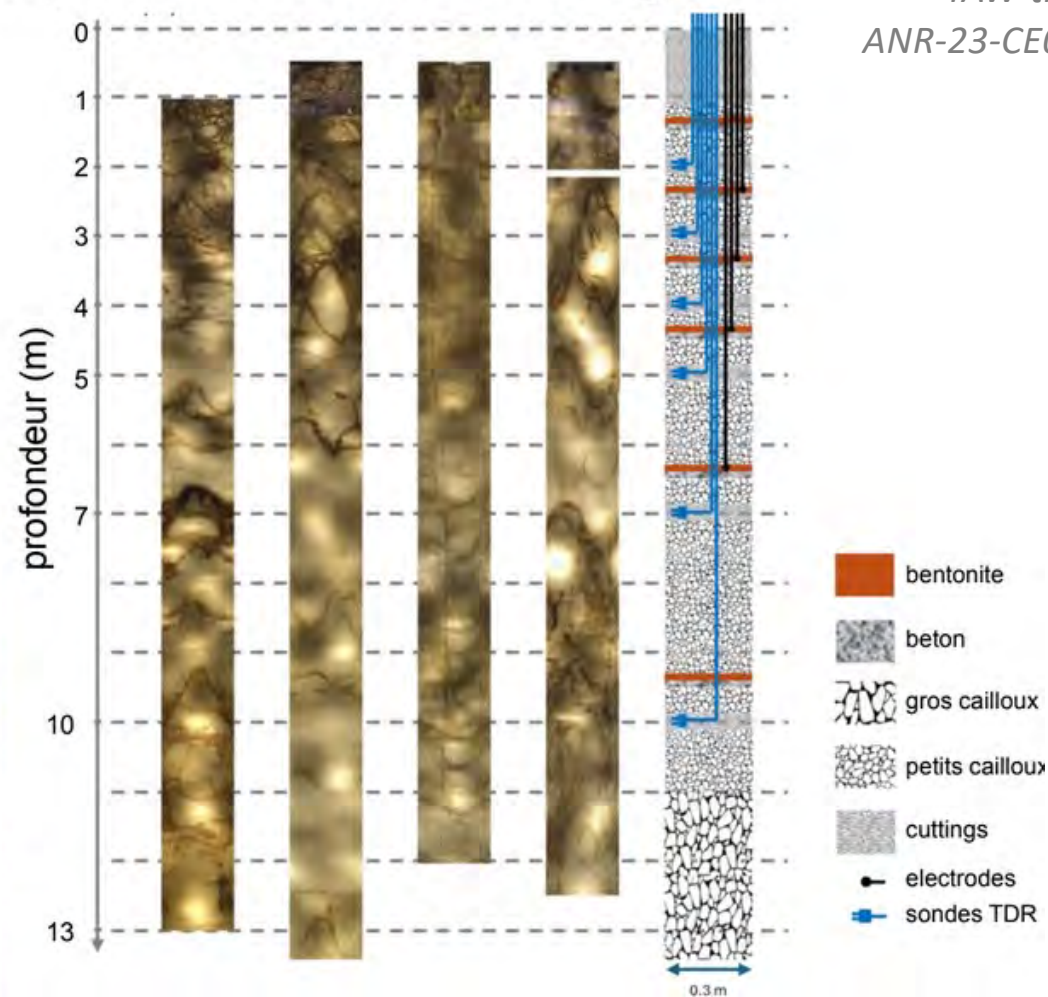 ANR-23-CE0
0
1
2
3
4
5
7
10
13
profondeur (m)
bentonite
beton
gros cailloux
petits cailloux
cuttings
electrodes
sondes TDR
0.3 m